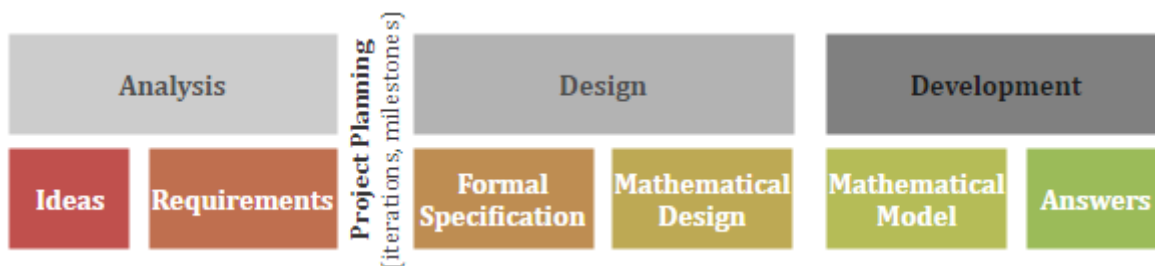 Analysis
Project Planning
(iterations, milestones)
Design
Development
Ideas
Requirements
Formal
Specification
Mathematical
Design
Mathematical
Model
Answers